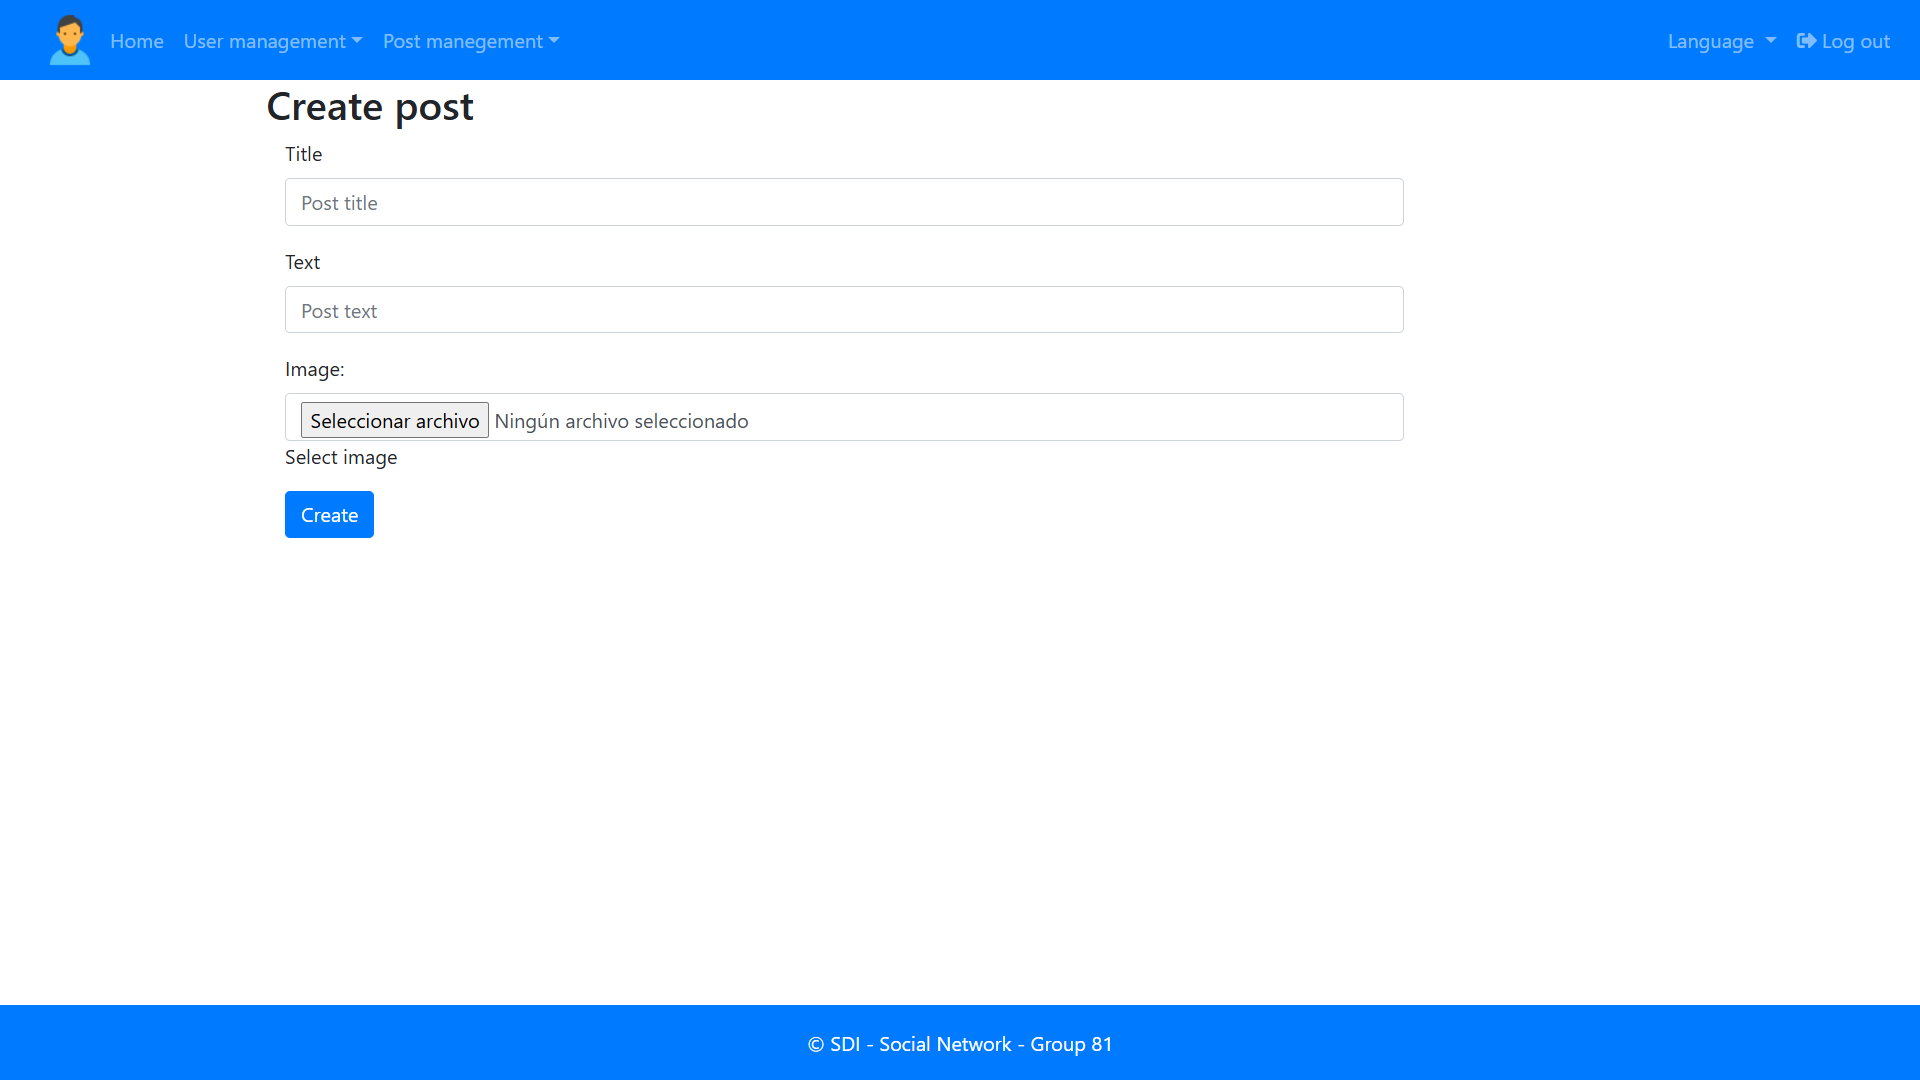 Home User management Post manegement Language Log out
Create post
Title
Post title
Text
Post text
Image:
Seleccionar archivo Ningún archivo seleccionado
Select image
Create
© SDI - Social Network - Group 81